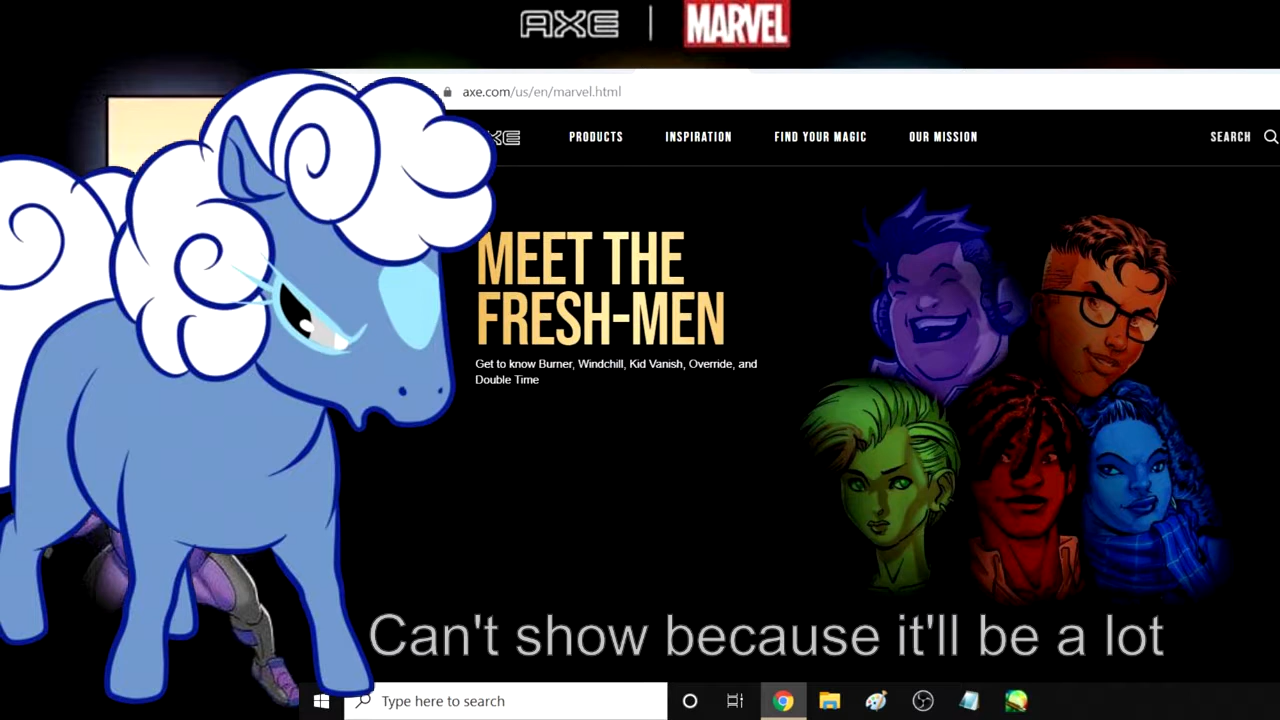 AXE | MARVEL
axe.com/us/en/marvel.html
XE PRODUCTS INSPIRATION FIND YOUR MAGIC OUR MISSION SEARCH
MEET THE
FRESH-MEN
Get to know Burner, Windchill, Kid Vanish, Override, and
Double Time
Can't show because it'll be a lot
Type here to search